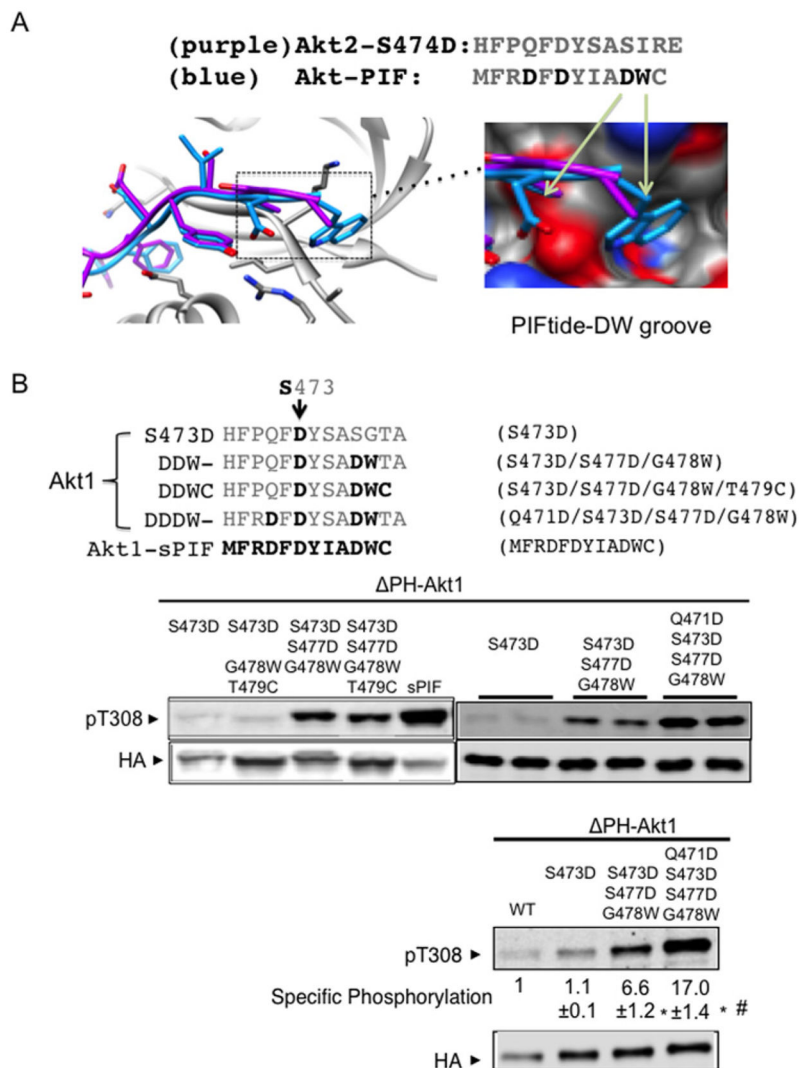 A
(purple)Akt2-S474D:HFPQFDYSASIRE
(blue) Akt-PIF: MFRDFDYIADWC
PIFtide-DW groove
B
S473
Akt1
S473D HFPQFDYSASGTA (S473D)
DDW- HFPQFDYSADWTA (S473D/S477D/G478W)
DDWC HFPQFDYSADWC (S473D/S477D/G478W/T479C)
DDDW- HFRDFDYSADWTA (Q471D/S473D/S477D/G478W)
Akt1-sPIF MFRDFDYIADWC (MFRDFDYIADWC)
ΔPH-Akt1
S473D S473D S473D S473D
S477D S477D
G478W G478W G478W
T479C T479C sPIF
S473D
S473D
S477D
G478W
Q471D
S473D
S477D
G478W
pT308 ►
HA ►
ΔPH-Akt1
WT
S473D
S473D
S477D
G478W
Q471D
S473D
S477D
G478W
pT308 ►
Specific Phosphorylation 1 1.1 6.6 17.0
±0.1 ±1.2 * ±1.4 * #
HA ►